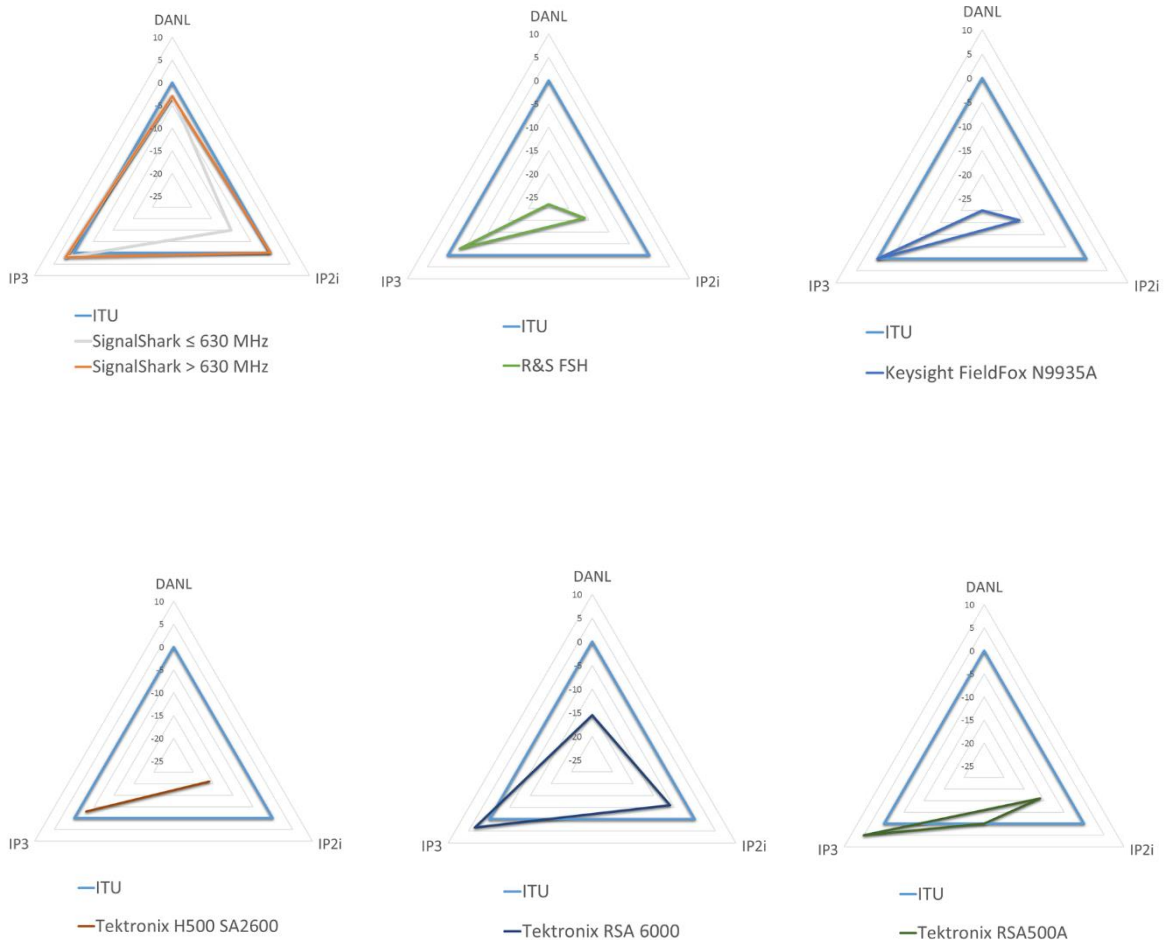 DANL
10
5
0
-5
-10
-15
-20
-25
IP3
IP2i
ITU
SignalShark ≤ 630 MHz
SignalShark > 630 MHz
DANL
10
5
0
-5
-10
-15
-20
-25
IP3
IP2i
ITU
R&S FSH
DANL
10
5
0
-5
-10
-15
-20
-25
IP3
IP2i
ITU
Keysight FieldFox N9935A
DANL
10
5
0
-5
-10
-15
-20
-25
IP3
IP2i
ITU
Tektronix H500 SA2600
DANL
10
5
0
-5
-10
-15
-20
-25
IP3
IP2i
ITU
Tektronix RSA 6000
DANL
10
5
0
-5
-10
-15
-20
-25
IP3
IP2i
ITU
Tektronix RSA500A